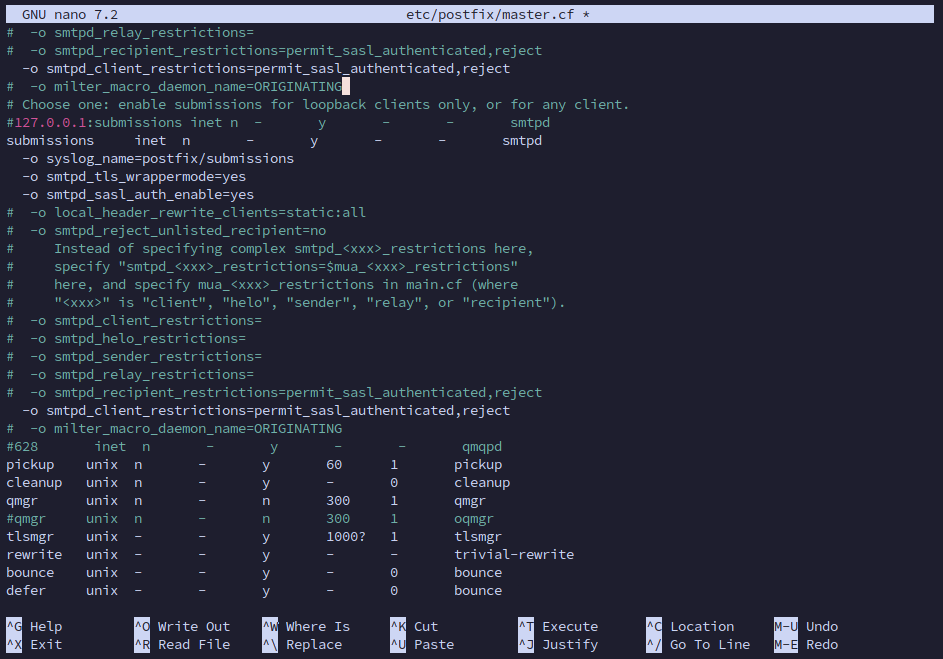 GNU nano 7.2                                    etc/postfix/master.cf *
#  -o smtpd_relay_restrictions=
#  -o smtpd_recipient_restrictions=permit_sasl_authenticated,reject
  -o smtpd_client_restrictions=permit_sasl_authenticated,reject
#  -o milter_macro_daemon_name=ORIGINATING
# Choose one: enable submissions for loopback clients only, or for any client.
#127.0.0.1:submissions inet n  -       y       -       -       smtpd
submissions     inet  n       -       y       -       -       smtpd
  -o syslog_name=postfix/submissions
  -o smtpd_tls_wrappermode=yes
  -o smtpd_sasl_auth_enable=yes
#  -o local_header_rewrite_clients=static:all
#  -o smtpd_reject_unlisted_recipient=no
#     Instead of specifying complex smtpd_<xxx>_restrictions here,
#     specify "smtpd_<xxx>_restrictions=$mua_<xxx>_restrictions"
#     here, and specify mua_<xxx>_restrictions in main.cf (where
#     "<xxx>" is "client", "helo", "sender", "relay", or "recipient").
#  -o smtpd_client_restrictions=
#  -o smtpd_helo_restrictions=
#  -o smtpd_sender_restrictions=
#  -o smtpd_relay_restrictions=
#  -o smtpd_recipient_restrictions=permit_sasl_authenticated,reject
  -o smtpd_client_restrictions=permit_sasl_authenticated,reject
#  -o milter_macro_daemon_name=ORIGINATING
#628       inet  n       -       y       -       -       qmqpd
pickup    unix  n       -       y       60      1       pickup
cleanup   unix  n       -       y       -       0       cleanup
qmgr      unix  n       -       n       300     1       qmgr
#qmgr     unix  n       -       n       300     1       oqmgr
tlsmgr    unix  -       -       y       1000?   1       tlsmgr
rewrite   unix  -       -       y       -       -       trivial-rewrite
bounce    unix  -       -       y       -       0       bounce
defer     unix  -       -       y       -       0       bounce
^G Help         ^O Write Out    ^W Where Is     ^K Cut          ^T Execute      ^C Location     M-U Undo
^X Exit         ^R Read File    ^\ Replace      ^U Paste        ^J Justify      ^/ Go To Line   M-E Redo